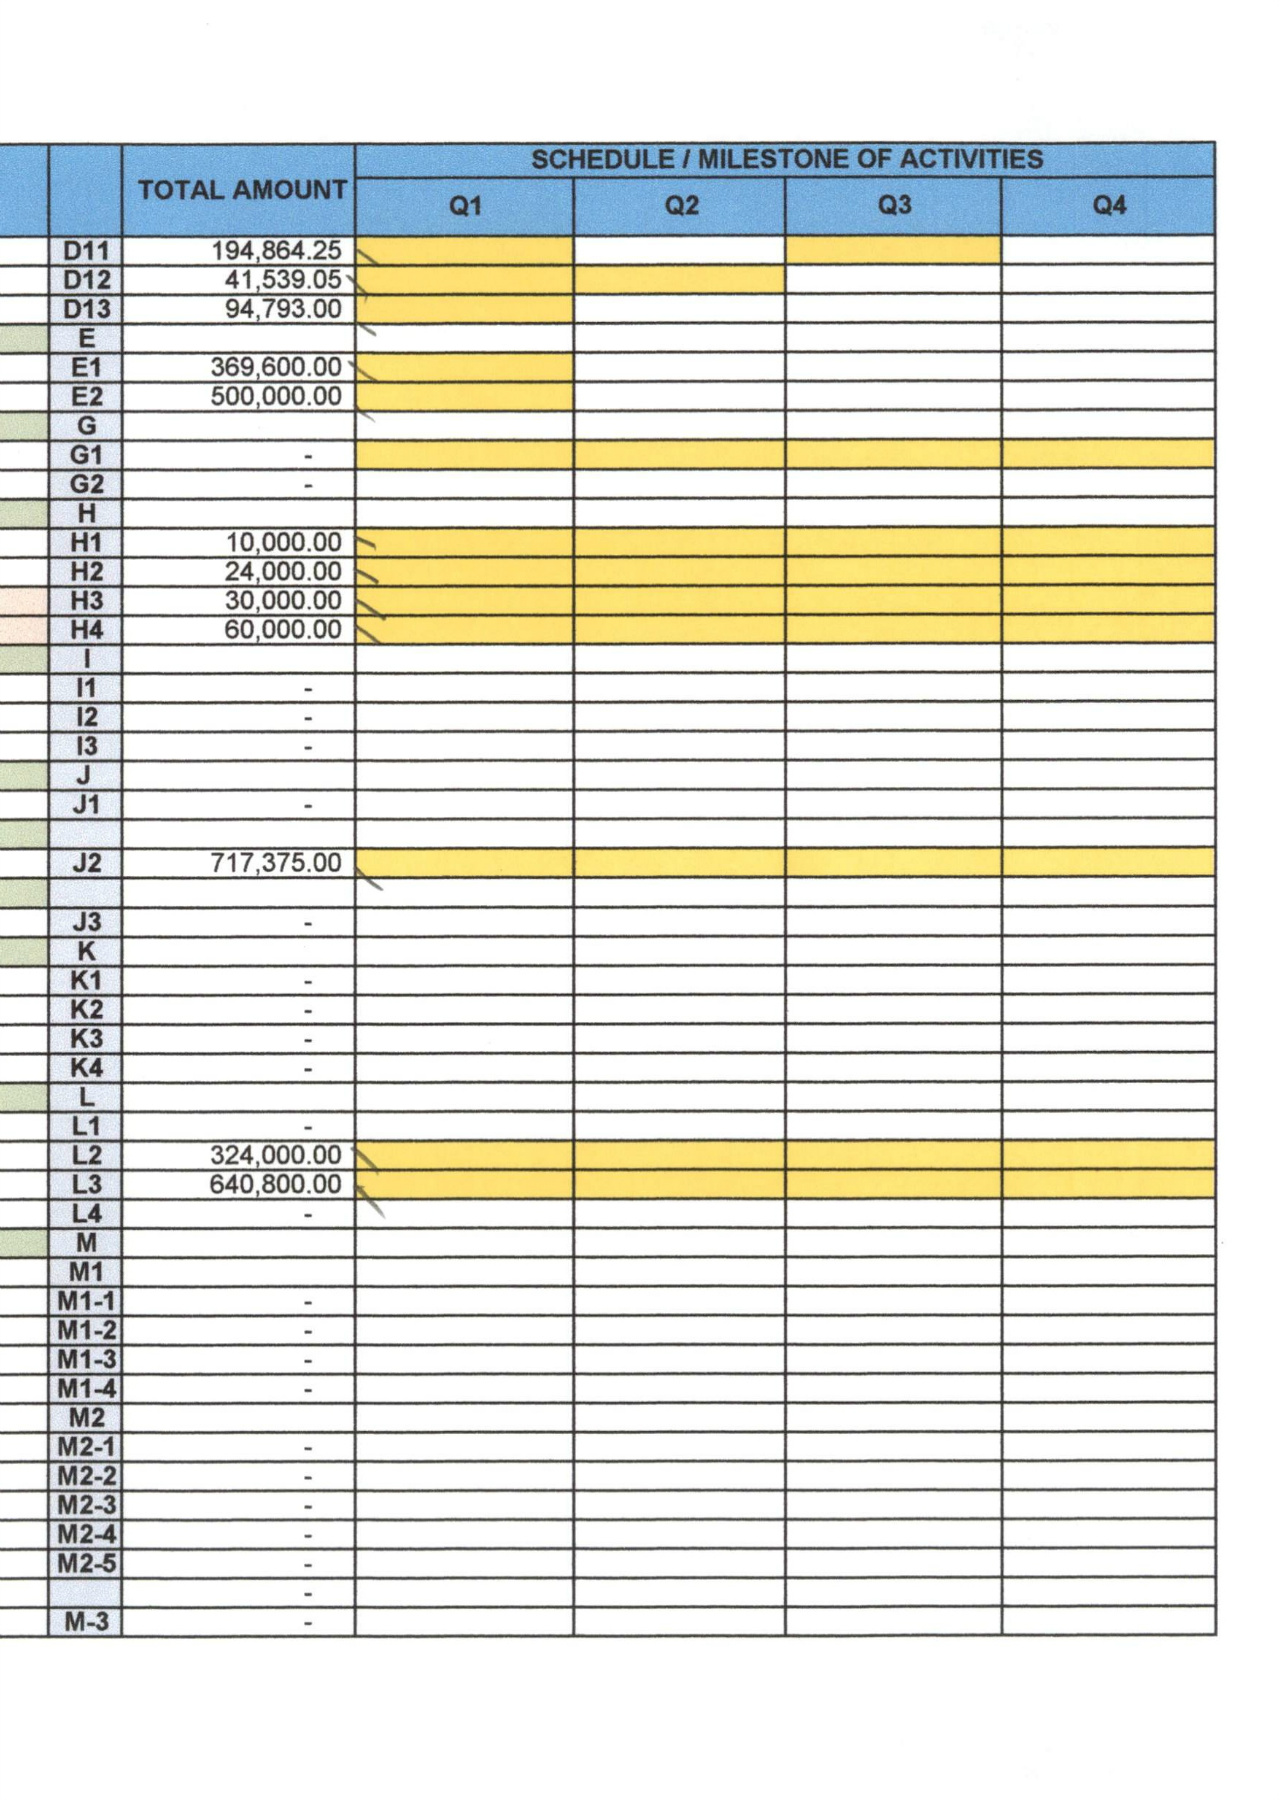 TOTAL AMOUNT SCHEDULE / MILESTONE OF ACTIVITIES
Q1 Q2 Q3 Q4
D11 194,864.25
D12 41,539.05
D13 94,793.00
E
E1 369,600.00
E2 500,000.00
G
G1 -
G2 -
H
H1 10,000.00
H2 24,000.00
H3 30,000.00
H4 60,000.00
I
I1 -
I2 -
I3 -
J
J1 -
J2 717,375.00
J3 -
K
K1 -
K2 -
K3 -
K4 -
L
L1 -
L2 324,000.00
L3 640,800.00
L4 -
M
M1
M1-1 -
M1-2 -
M1-3 -
M1-4 -
M2
M2-1 -
M2-2 -
M2-3 -
M2-4 -
M2-5 -
-
M-3 -